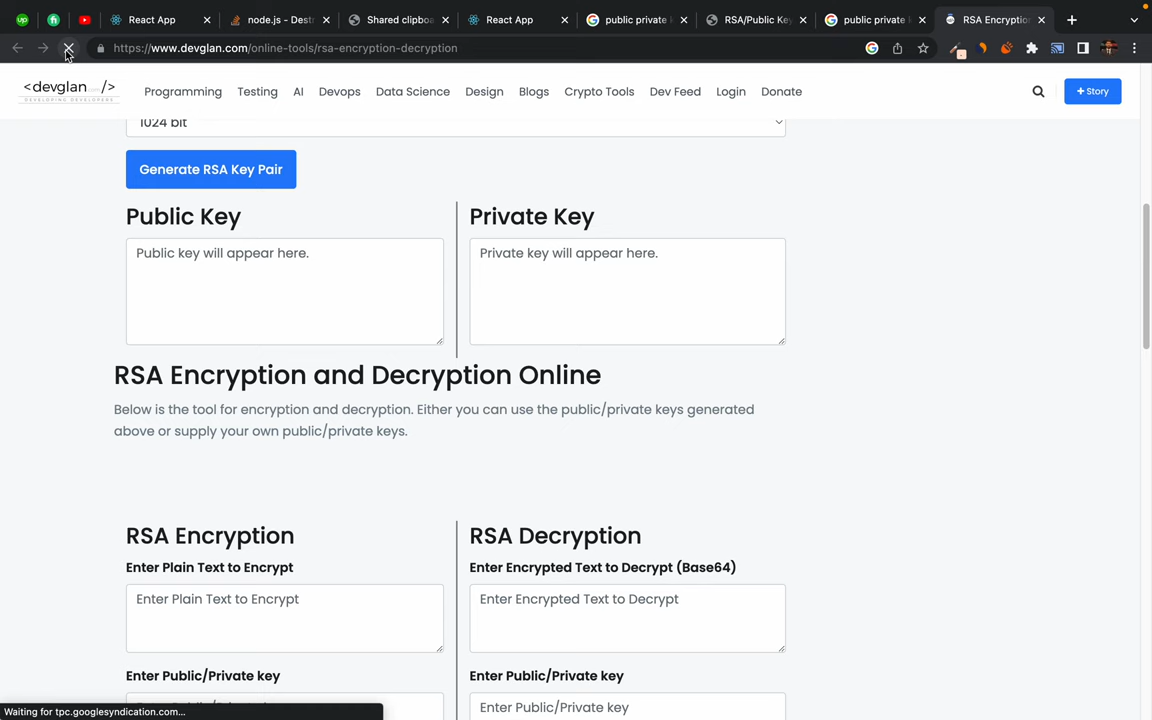 React App
node.js - Dest
Shared clipboa
React App
public private k
RSA/Public Key
public private k
RSA Encryption
https://www.devglan.com/online-tools/rsa-encryption-decryption
<devglan />
DEVELOPING DEVELOPERS
Programming
Testing
AI
Devops
Data Science
Design
Blogs
Crypto Tools
Dev Feed
Login
Donate
+ Story
1024 bit
Generate RSA Key Pair
Public Key
Private Key
Public key will appear here.
Private key will appear here.
RSA Encryption and Decryption Online
Below is the tool for encryption and decryption. Either you can use the public/private keys generated
above or supply your own public/private keys.
RSA Encryption
RSA Decryption
Enter Plain Text to Encrypt
Enter Encrypted Text to Decrypt (Base64)
Enter Plain Text to Encrypt
Enter Encrypted Text to Decrypt
Enter Public/Private key
Enter Public/Private key
Enter Public/Private key
Waiting for tpc.googlesyndication.com...